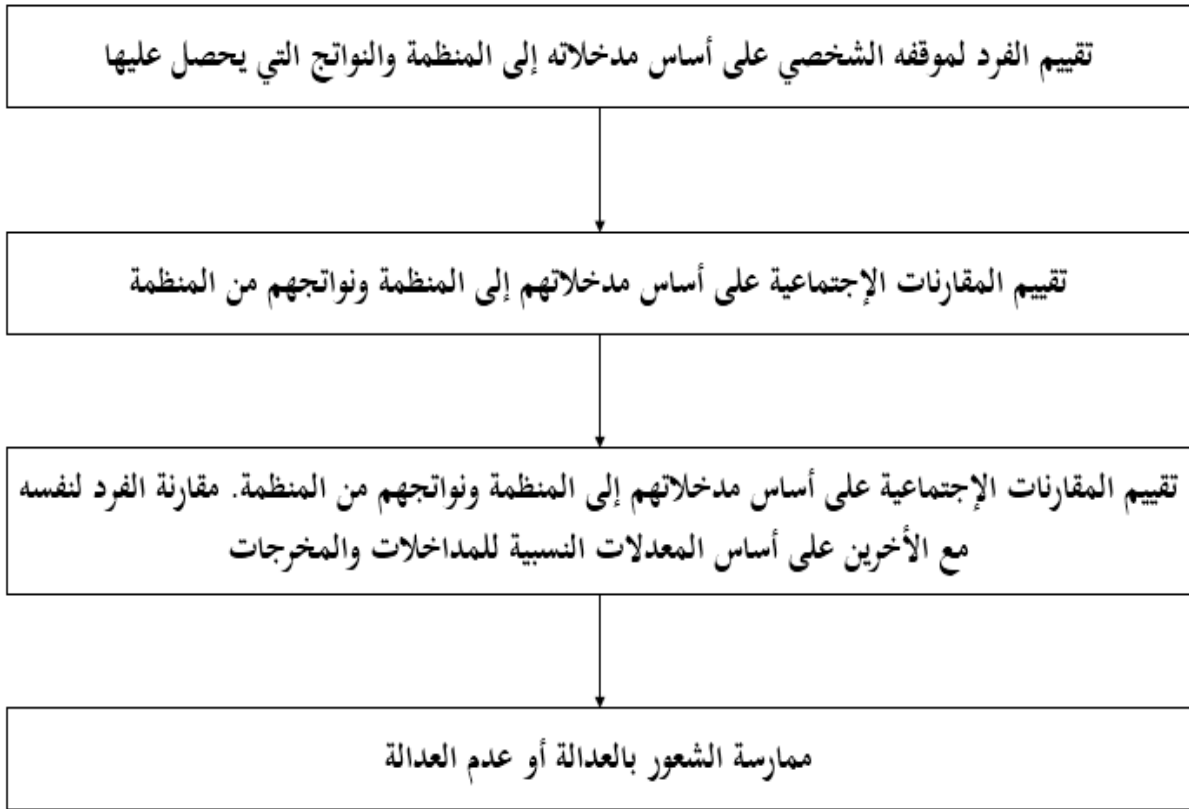 تقييم الفرد لموقفه الشخصي على أساس مدخلاته إلى المنظمة والنواتج التي يحصل عليها
تقييم المقارنات الإجتماعية على أساس مدخلاتهم إلى المنظمة ونواتجهم من المنظمة
تقييم المقارنات الإجتماعية على أساس مدخلاتهم إلى المنظمة ونواتجهم من المنظمة. مقارنة الفرد لنفسه
مع الأخرين على أساس المعدلات النسبية للمداخلات والمخرجات
ممارسة الشعور بالعدالة أو عدم العدالة